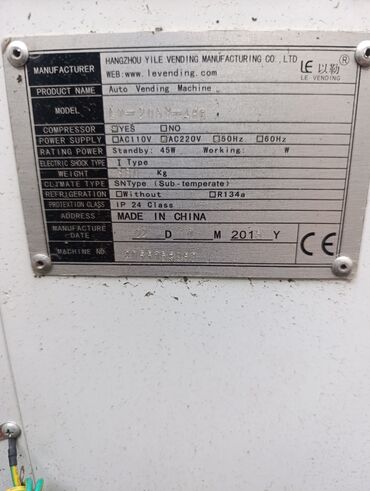 MANUFACTURER HANGZHOU YILE VENDING MANUFACTURING CO., LTD
WEB:www.levending.com
LE 以勒 ®
LE VENDING
PRODUCT NAME Auto Vending Machine
MODEL
COMPRESSOR □YES □NO
POWER SUPPLY □AC110V □AC220V □50Hz □60Hz
RATING POWER Standby: 45W Working: W
ELECTRIC SHOCK TYPE I Type
WEIGHT Kg
CLIMATE TYPE SNType (Sub-temperate)
REFRIGERATION □Without □R134a
PROTEXTION CLASS IP 24 Class
ADDRESS MADE IN CHINA
MANUFACTURE DATE D M 201 Y
MACHINE NO
CE